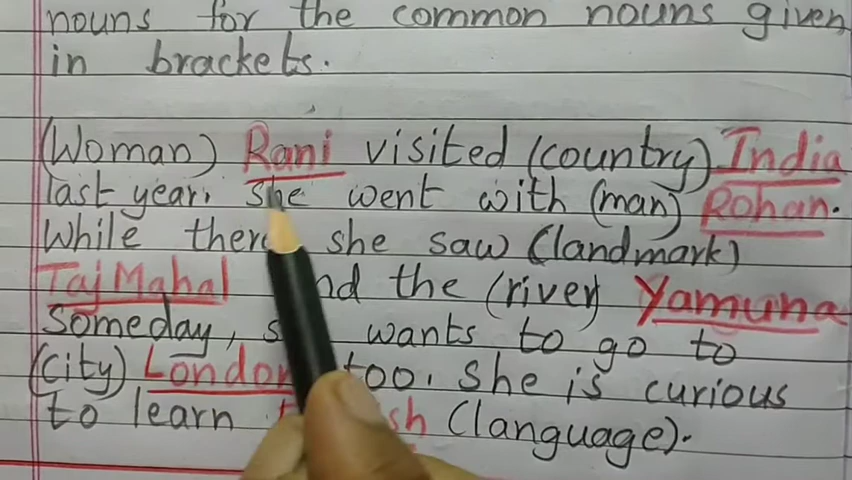 nouns for the common nouns given
in brackets.
(Woman) Rani visited (country) India
last year. She went with (man) Rohan.
While there she saw (landmark)
Taj Mahal and the (river) Yamuna
Someday, wants to go to
(city) London too. She is curious
to learn (language).